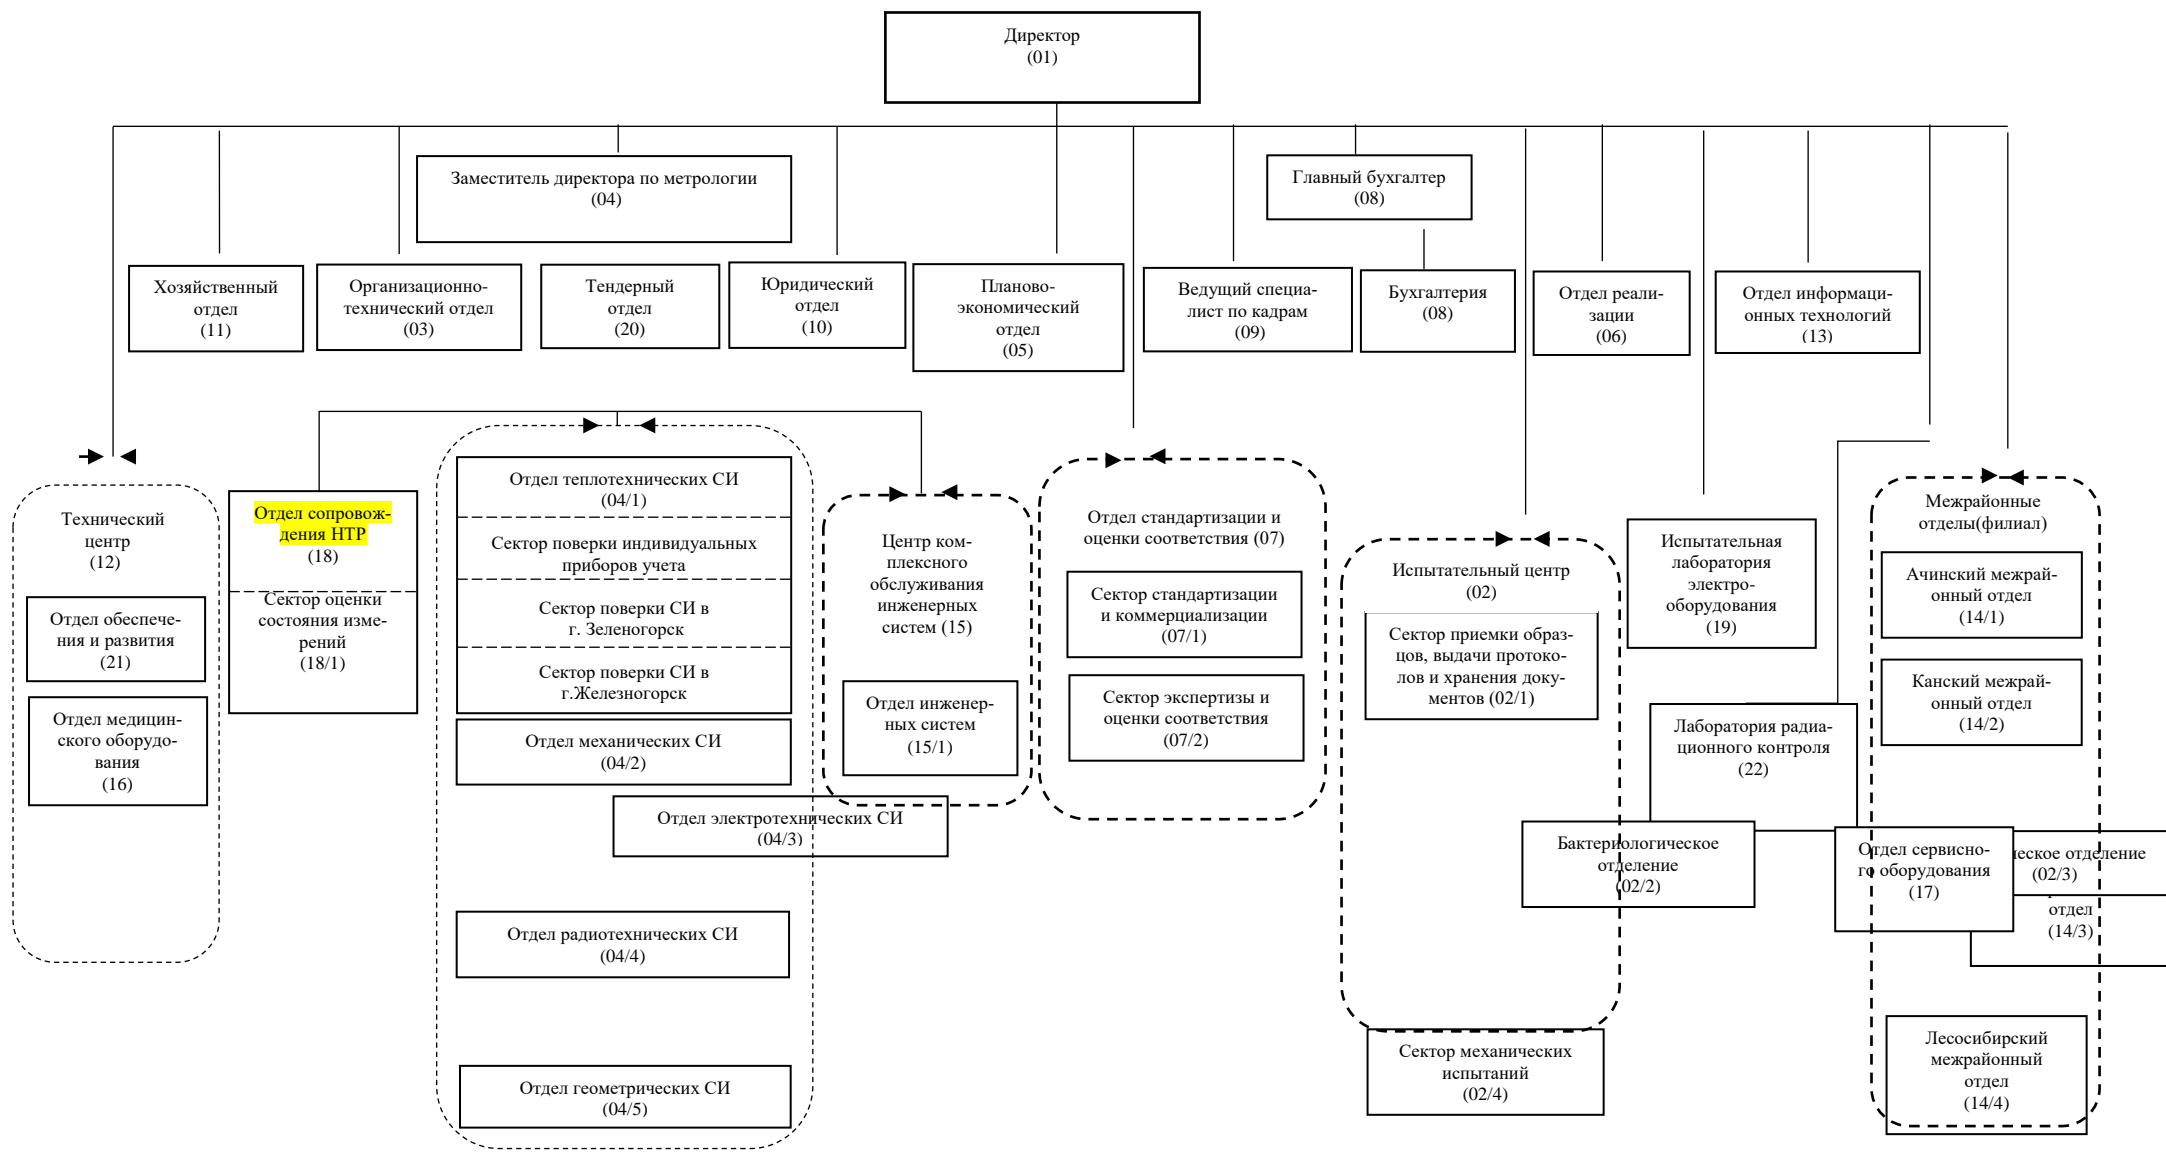 Директор
(01)
Заместитель директора по метрологии
(04)
Главный бухгалтер
(08)
Хозяйственный
отдел
(11)
Организационно-
технический отдел
(03)
Тендерный
отдел
(20)
Юридический
отдел
(10)
Планово-
экономический
отдел
(05)
Ведущий специа-
лист по кадрам
(09)
Бухгалтерия
(08)
Отдел реали-
зации
(06)
Отдел информаци-
онных технологий
(13)
Технический
центр
(12)
Отдел обеспече-
ния и развития
(21)
Отдел медицин-
ского оборудо-
вания
(16)
Отдел сопровож-
дения НТР
(18)
Сектор оценки
состояния изме-
рений
(18/1)
Отдел теплотехнических СИ
(04/1)
Сектор поверки индивидуальных
приборов учета
Сектор поверки СИ в
г. Зеленогорск
Сектор поверки СИ в
г.Железногорск
Отдел механических СИ
(04/2)
Отдел электротехнических СИ
(04/3)
Отдел радиотехнических СИ
(04/4)
Отдел геометрических СИ
(04/5)
Центр ком-
плексного
обслуживания
инженерных
систем (15)
Отдел инженер-
ных систем
(15/1)
Отдел стандартизации и
оценки соответствия (07)
Сектор стандартизации
и коммерциализации
(07/1)
Сектор экспертизы и
оценки соответствия
(07/2)
Испытательный центр
(02)
Сектор приемки образ-
цов, выдачи протоко-
лов и хранения доку-
ментов (02/1)
Бактериологическое
отделение
(02/2)
Сектор механических
испытаний
(02/4)
Испытательная
лаборатория
электро-
оборудования
(19)
Лаборатория радиа-
ционного контроля
(22)
Отдел сервисно-
го оборудования
(17)
Межрайонные
отделы(филиал)
Ачинский межрай-
онный отдел
(14/1)
Канский межрай-
онный отдел
(14/2)
отделение
(02/3)
отдел
(14/3)
Лесосибирский
межрайонный
отдел
(14/4)